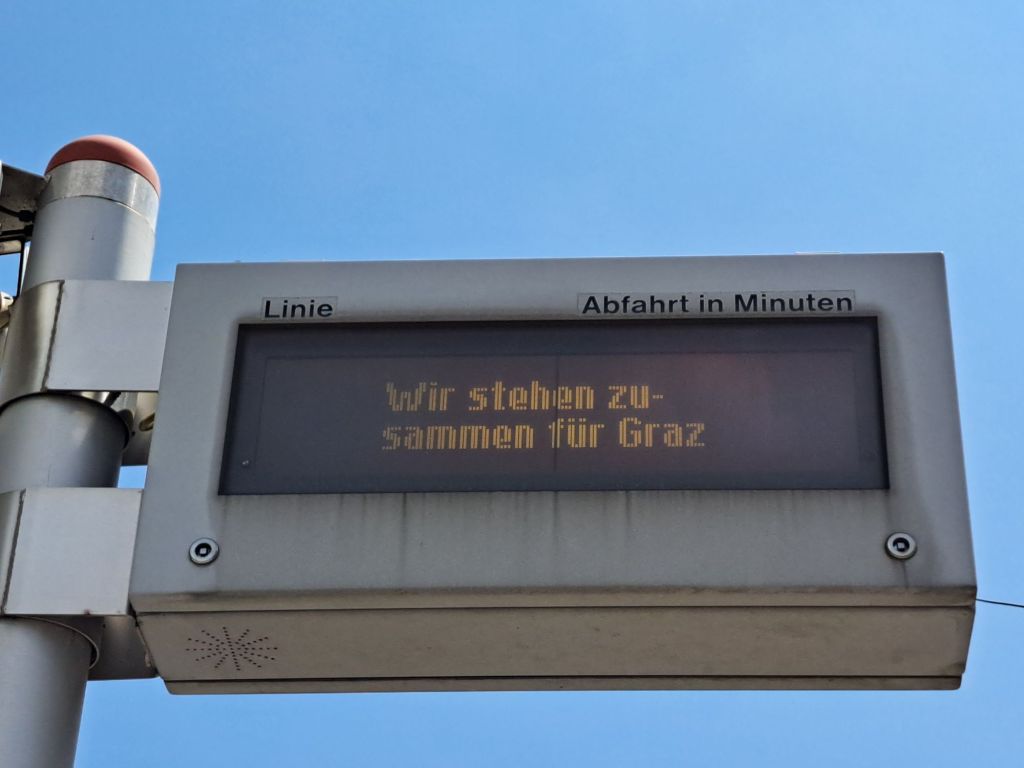 Linie Abfahrt in Minuten
Wir stehen zu-
sammen für Graz